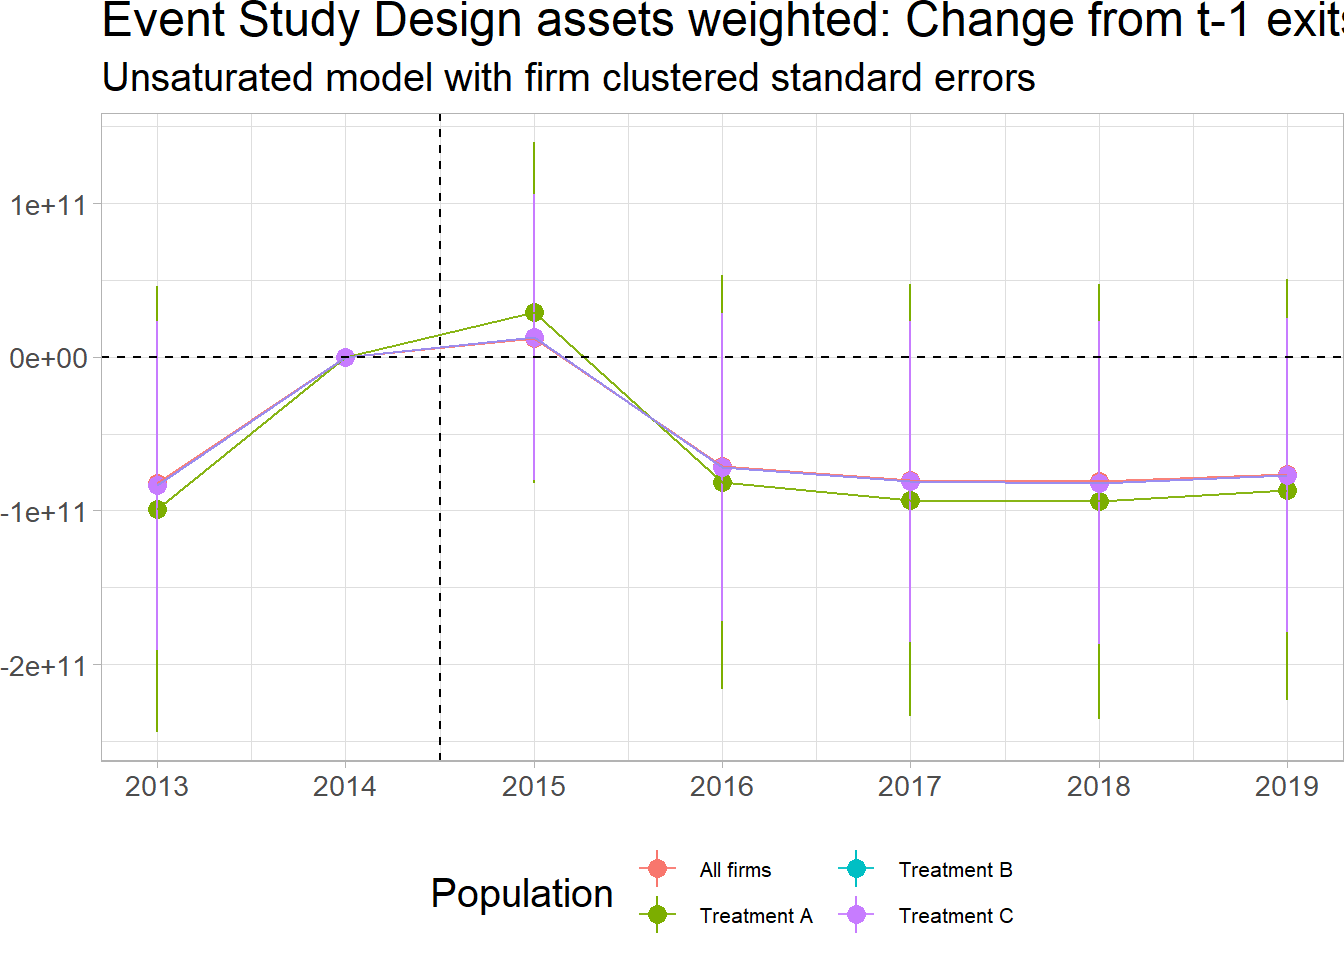 Event Study Design assets weighted: Change from t-1 exits
Unsaturated model with firm clustered standard errors
1e+11
0e+00
-1e+11
-2e+11
2013 2014 2015 2016 2017 2018 2019
Population
All firms
Treatment A
Treatment B
Treatment C